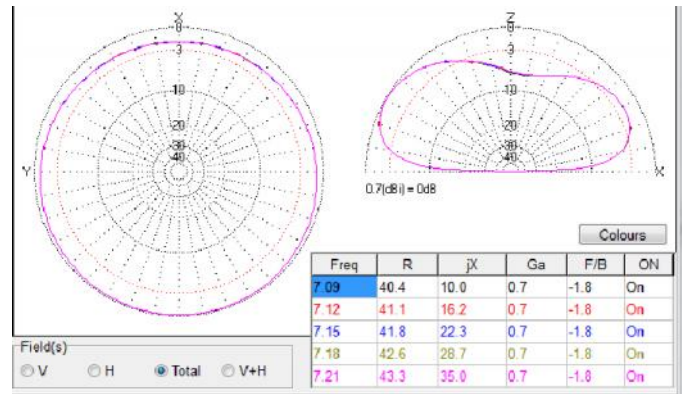 X
0
3
10
20
30
40
Y
Z
0
3
10
20
30
40
X
0.7(dBi) = 0dB
Colours
Freq R jX Ga F/B ON
7.09 40.4 10.0 0.7 -1.8 On
7.12 41.1 16.2 0.7 -1.8 On
7.15 41.8 22.3 0.7 -1.8 On
7.18 42.6 28.7 0.7 -1.8 On
7.21 43.3 35.0 0.7 -1.8 On
Field(s)
V H Total V+H